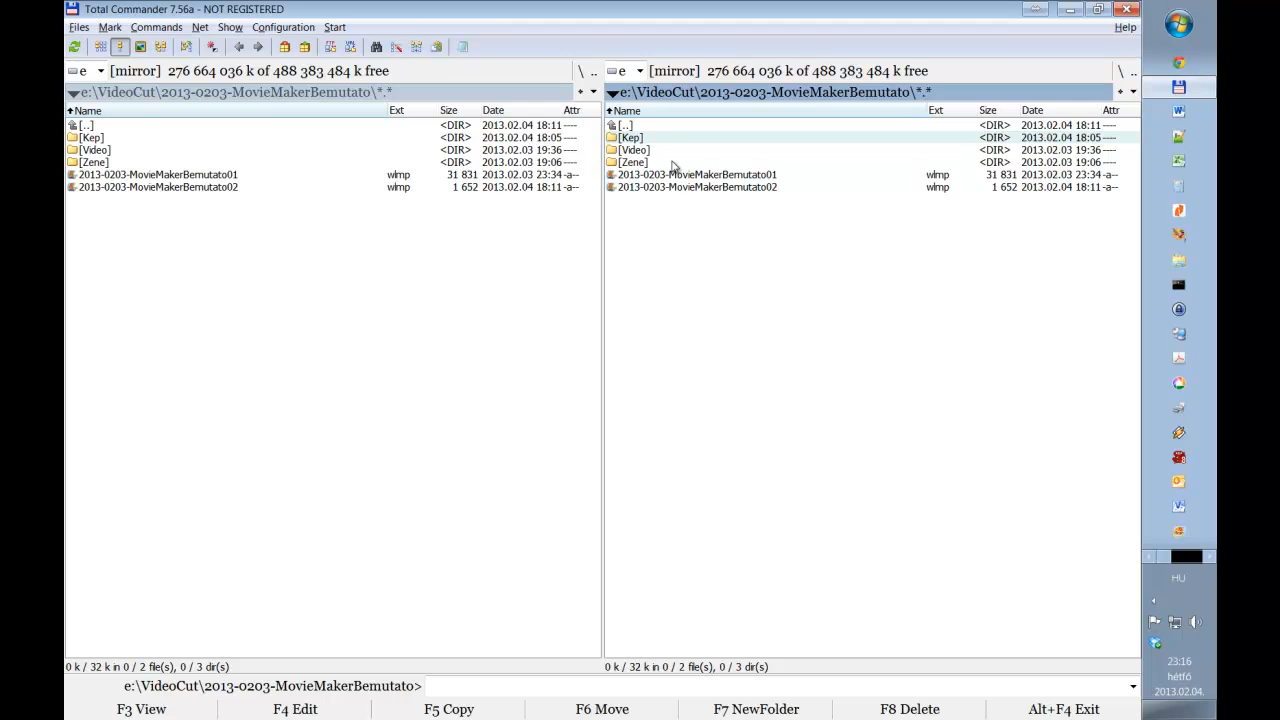 Total Commander 7.56a - NOT REGISTERED
Files Mark Commands Net Show Configuration Start Help
e [mirror] 276 664 036 k of 488 383 484 k free \ ..
e:\VideoCut\2013-0203-MovieMakerBemutato\*.*
Name Ext Size Date Attr
[..] <DIR> 2013.02.04 18:11 ----
[Kep] <DIR> 2013.02.04 18:05 ----
[Video] <DIR> 2013.02.03 19:36 ----
[Zene] <DIR> 2013.02.03 19:06 ----
2013-0203-MovieMakerBemutato01 wlmp 31 831 2013.02.03 23:34 -a--
2013-0203-MovieMakerBemutato02 wlmp 1 652 2013.02.04 18:11 -a--
0 k / 32 k in 0 / 2 file(s), 0 / 3 dir(s)
e [mirror] 276 664 036 k of 488 383 484 k free \ ..
e:\VideoCut\2013-0203-MovieMakerBemutato\*.*
Name Ext Size Date Attr
[..] <DIR> 2013.02.04 18:11 ----
[Kep] <DIR> 2013.02.04 18:05 ----
[Video] <DIR> 2013.02.03 19:36 ----
[Zene] <DIR> 2013.02.03 19:06 ----
2013-0203-MovieMakerBemutato01 wlmp 31 831 2013.02.03 23:34 -a--
2013-0203-MovieMakerBemutato02 wlmp 1 652 2013.02.04 18:11 -a--
0 k / 32 k in 0 / 2 file(s), 0 / 3 dir(s)
e:\VideoCut\2013-0203-MovieMakerBemutato>
F3 View F4 Edit F5 Copy F6 Move F7 NewFolder F8 Delete Alt+F4 Exit
HU
23:16
hétfő
2013.02.04.